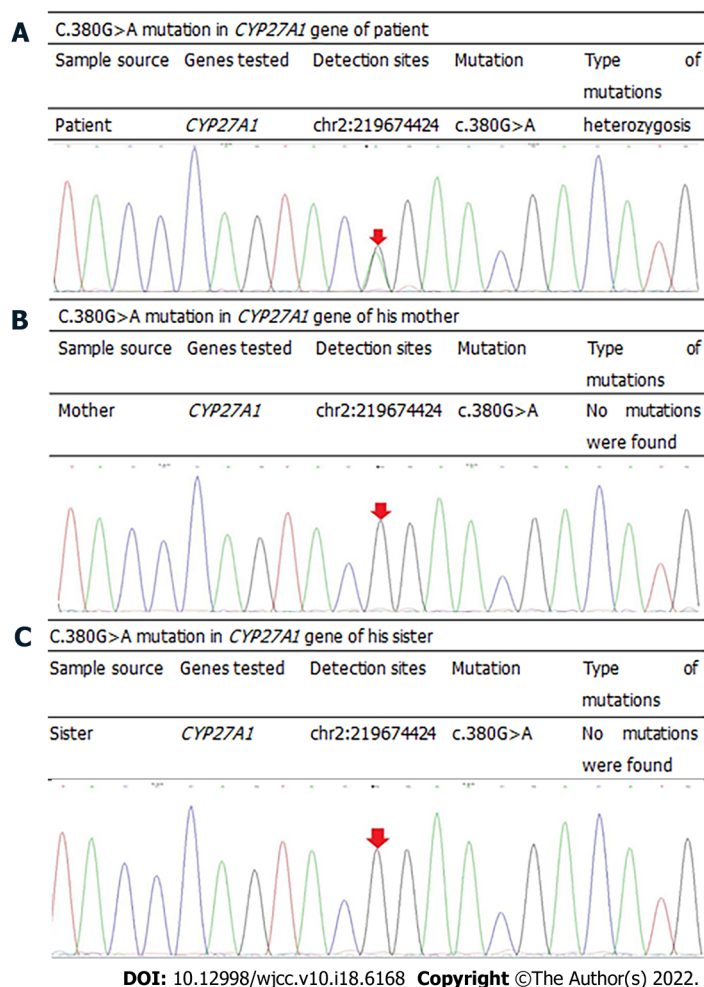 A
C.380G>A mutation in CYP27A1 gene of patient
Sample source Genes tested Detection sites Mutation Type of
mutations
Patient CYP27A1 chr2:219674424 c.380G>A heterozygosis
B
C.380G>A mutation in CYP27A1 gene of his mother
Sample source Genes tested Detection sites Mutation Type of
mutations
Mother CYP27A1 chr2:219674424 c.380G>A No mutations
were found
C
C.380G>A mutation in CYP27A1 gene of his sister
Sample source Genes tested Detection sites Mutation Type of
mutations
Sister CYP27A1 chr2:219674424 c.380G>A No mutations
were found
DOI: 10.12998/wjcc.v10.i18.6168 Copyright ©The Author(s) 2022.